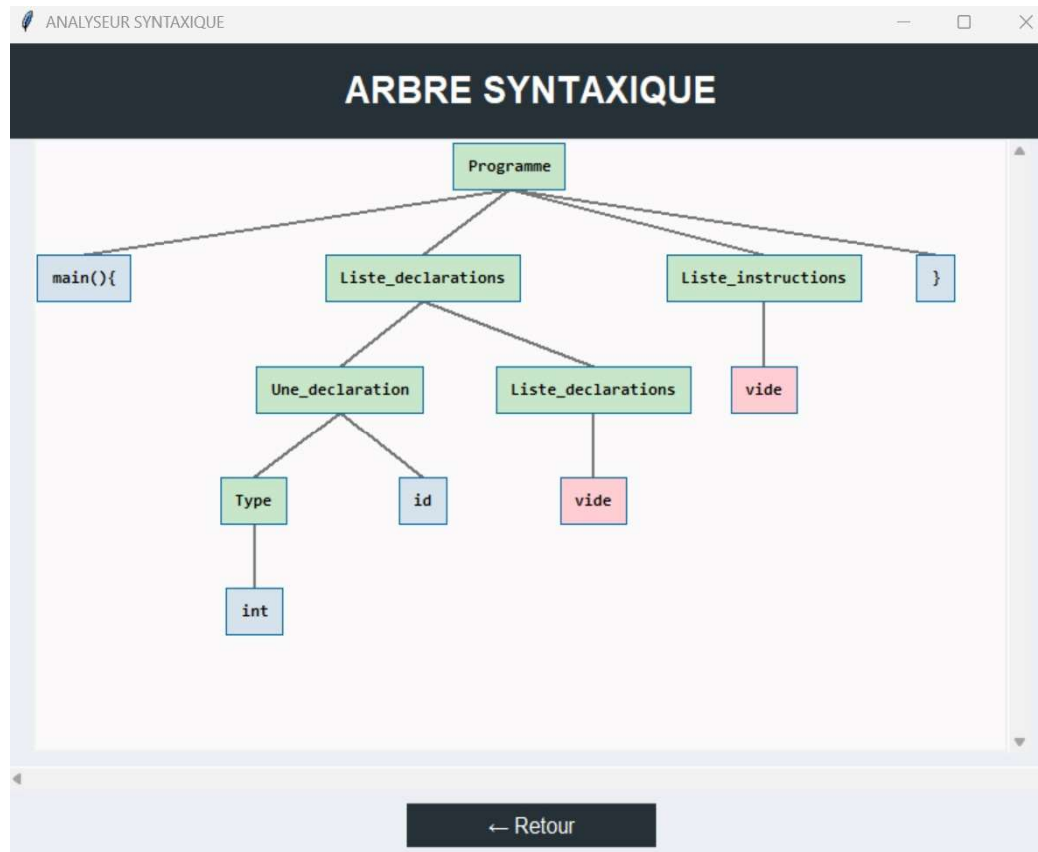 ANALYSEUR SYNTAXIQUE
ARBRE SYNTAXIQUE
Programme
main(){ Liste_declarations Liste_instructions }
Une_declaration Liste_declarations vide
Type id vide
int
← Retour